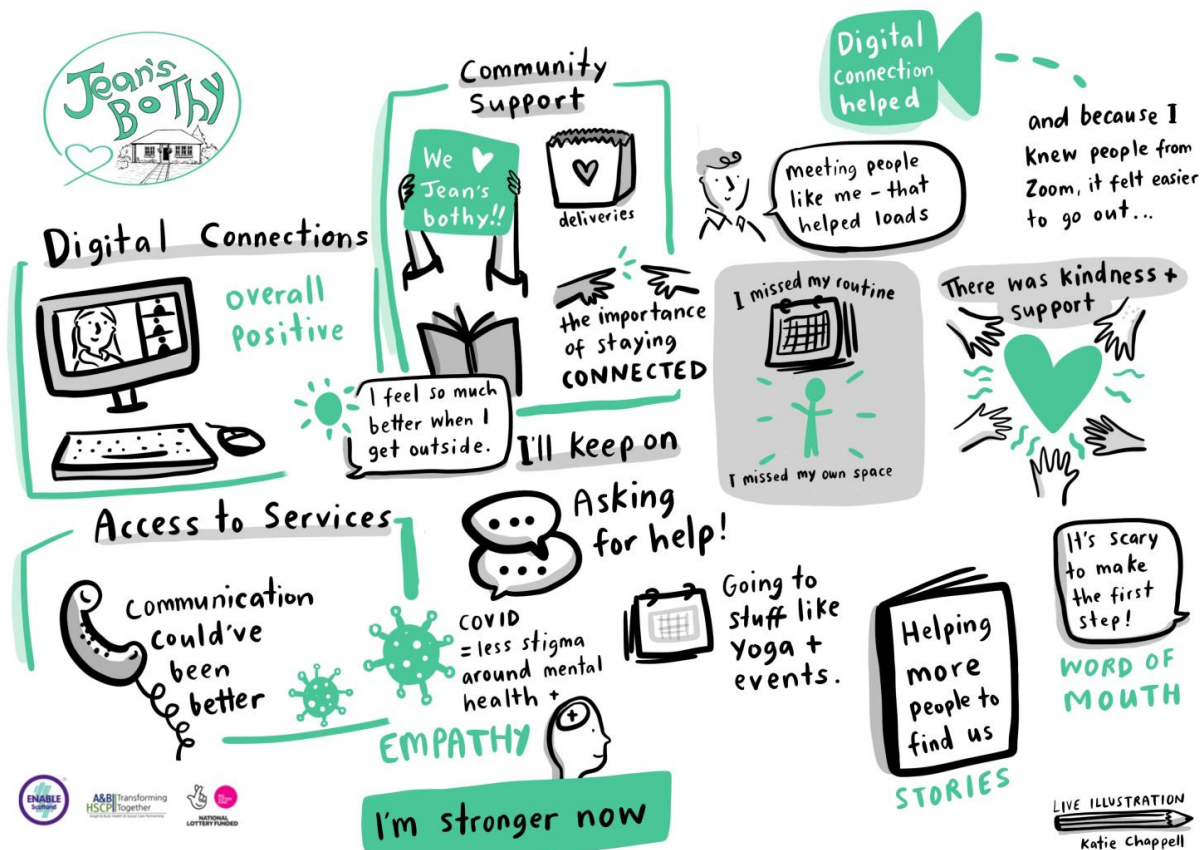 Jean's
Bothy
Community
Support
We
Jean's
bothy!!
deliveries
the importance
of staying
CONNECTED
Digital
connection
helped
meeting people
like me - that
helped loads
and because I
knew people from
Zoom, it felt easier
to go out...
Digital Connections
overall
positive
I feel so much
better when I
get outside.
I missed my routine
I missed my own space
There was kindness +
support
I'll keep on
Asking
for help!
Going to
stuff like
yoga +
events.
Access to Services
Communication
could've
been
better
COVID
= less stigma
around mental
health +
EMPATHY
I'm stronger now
Helping
more
people to
find us
STORIES
It's scary
to make
the first
step!
WORD OF
MOUTH
ENABLE
Scotland
A&B Transforming
HSCP Together
NATIONAL
LOTTERY FUNDED
LIVE ILLUSTRATION
Katie Chappell